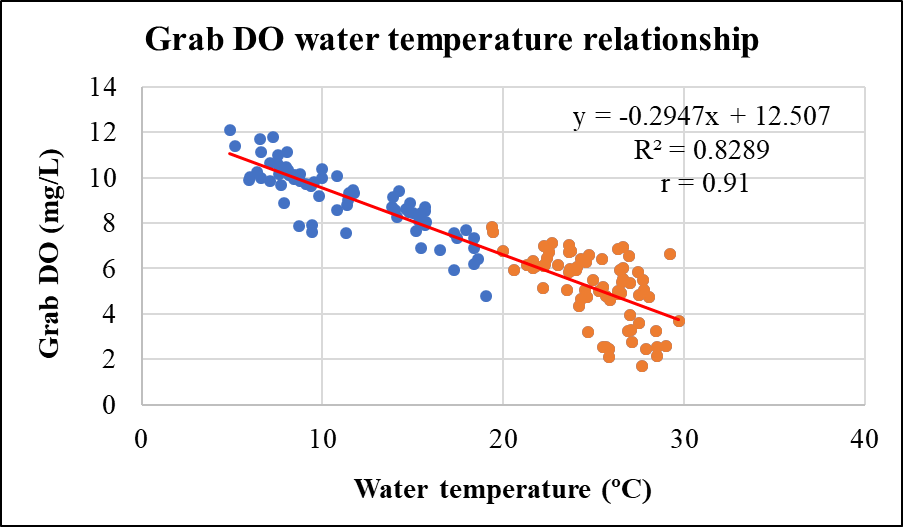 Grab DO water temperature relationship
y = -0.2947x + 12.507
R² = 0.8289
r = 0.91
Grab DO (mg/L)
14
12
10
8
6
4
2
0
0 10 20 30 40
Water temperature (ºC)